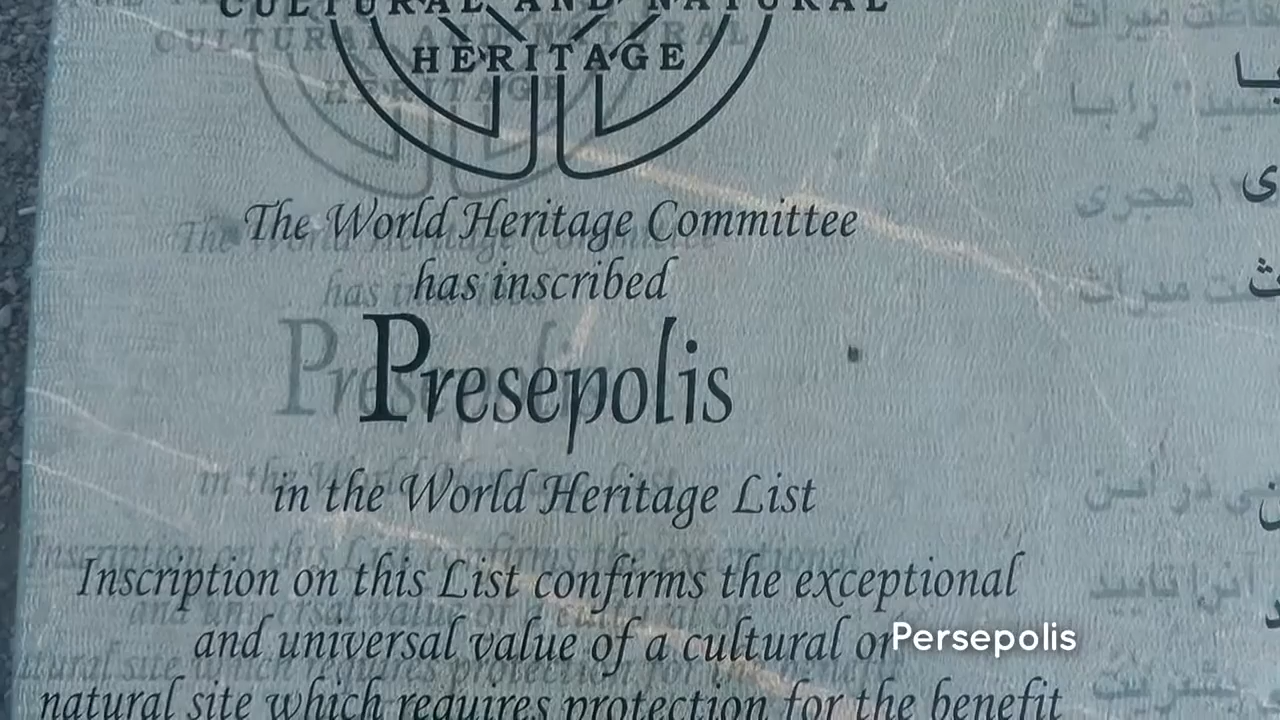 CULTURAL AND NATURAL
HERITAGE
The World Heritage Committee
has inscribed
Presepolis
in the World Heritage List
Inscription on this List confirms the exceptional
and universal value of a cultural or
Persepolis
natural site which requires protection for the benefit